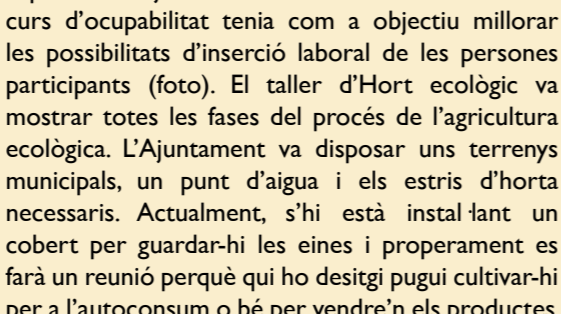 curs d'ocupabilitat tenia com a objectiu millorar
les possibilitats d'inserció laboral de les persones
participants (foto). El taller d'Hort ecològic va
mostrar totes les fases del procés de l'agricultura
ecològica. L'Ajuntament va disposar uns terrenys
municipals, un punt d'aigua i els estris d'horta
necessaris. Actualment, s'hi està instal·lant un
cobert per guardar-hi les eines i properament es
farà un reunió perquè qui ho desitgi pugui cultivar-hi
per a l'autoconsum o bé per vendre'n els productes.